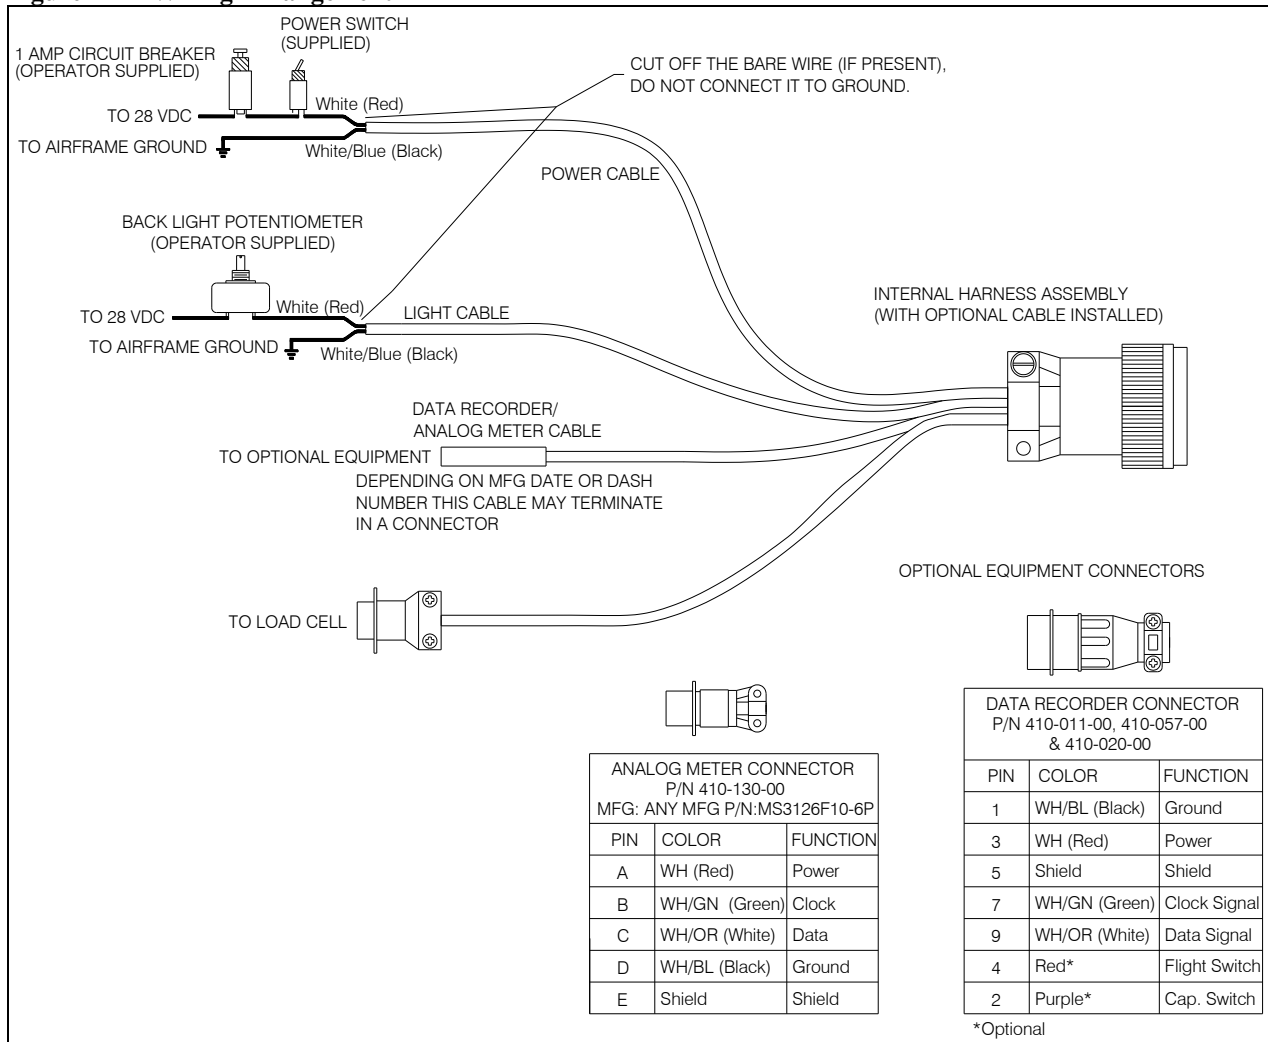 POWER SWITCH
(SUPPLIED)
1 AMP CIRCUIT BREAKER
(OPERATOR SUPPLIED)
CUT OFF THE BARE WIRE (IF PRESENT),
DO NOT CONNECT IT TO GROUND.
White (Red)
TO 28 VDC
TO AIRFRAME GROUND
White/Blue (Black)
POWER CABLE
BACK LIGHT POTENTIOMETER
(OPERATOR SUPPLIED)
White (Red)
LIGHT CABLE
TO 28 VDC
TO AIRFRAME GROUND
White/Blue (Black)
INTERNAL HARNESS ASSEMBLY
(WITH OPTIONAL CABLE INSTALLED)
DATA RECORDER/
ANALOG METER CABLE
TO OPTIONAL EQUIPMENT
DEPENDING ON MFG DATE OR DASH
NUMBER THIS CABLE MAY TERMINATE
IN A CONNECTOR
TO LOAD CELL
OPTIONAL EQUIPMENT CONNECTORS
ANALOG METER CONNECTOR
P/N 410-130-00
MFG: ANY MFG P/N:MS3126F10-6P
PIN COLOR FUNCTION
A WH (Red) Power
B WH/GN (Green) Clock
C WH/OR (White) Data
D WH/BL (Black) Ground
E Shield Shield
DATA RECORDER CONNECTOR
P/N 410-011-00, 410-057-00
& 410-020-00
PIN COLOR FUNCTION
1 WH/BL (Black) Ground
3 WH (Red) Power
5 Shield Shield
7 WH/GN (Green) Clock Signal
9 WH/OR (White) Data Signal
4 Red* Flight Switch
2 Purple* Cap. Switch
*Optional